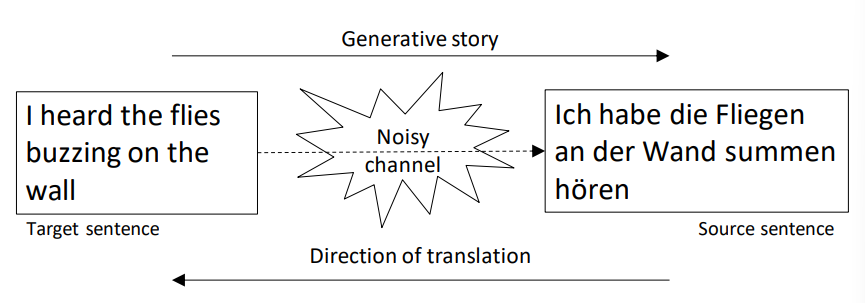 Generative story
I heard the flies
buzzing on the
wall
Noisy
channel
Ich habe die Fliegen
an der Wand summen
hören
Target sentence
Source sentence
Direction of translation